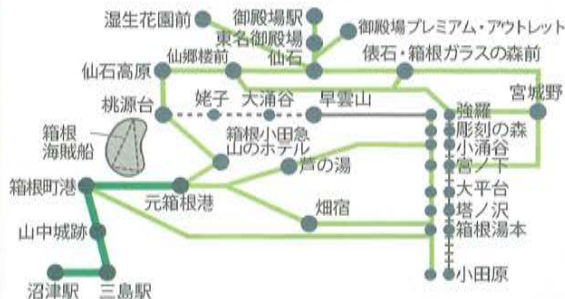 湿生花園前
御殿場駅
東名御殿場
御殿場プレミアム・アウトレット
仙郷楼前
仙石
俵石・箱根ガラスの森前
仙石高原
宮城野
桃源台
姥子
大涌谷
早雲山
強羅
彫刻の森
小涌谷
宮ノ下
箱根
海賊船
箱根小田急
山のホテル
芦の湯
箱根町港
元箱根港
大平台
畑宿
塔ノ沢
山中城跡
箱根湯本
沼津駅
三島駅
小田原